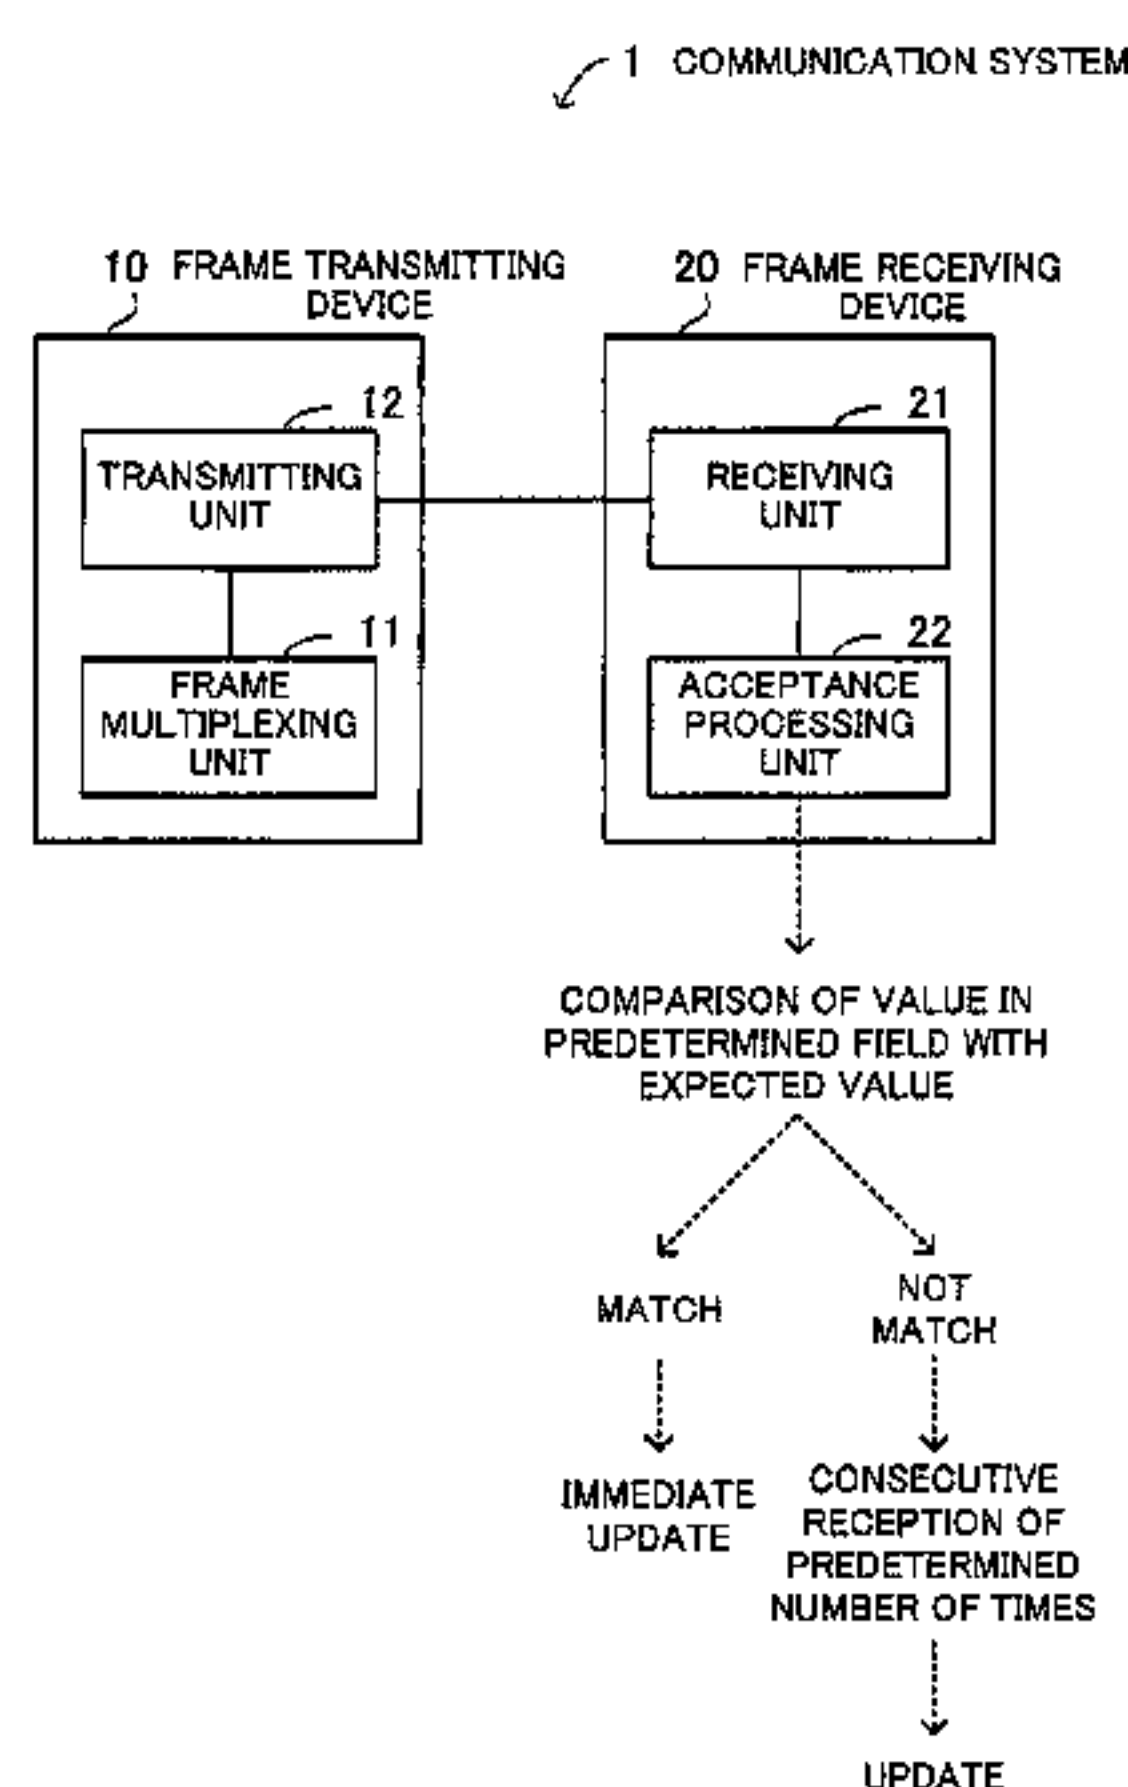 1 COMMUNICATION SYSTEM
10 FRAME TRANSMITTING
DEVICE
20 FRAME RECEIVING
DEVICE
12
TRANSMITTING
UNIT
11
FRAME
MULTIPLEXING
UNIT
21
RECEIVING
UNIT
22
ACCEPTANCE
PROCESSING
UNIT
COMPARISON OF VALUE IN
PREDETERMINED FIELD WITH
EXPECTED VALUE
MATCH
NOT
MATCH
IMMEDIATE
UPDATE
CONSECUTIVE
RECEPTION OF
PREDETERMINED
NUMBER OF TIMES
UPDATE